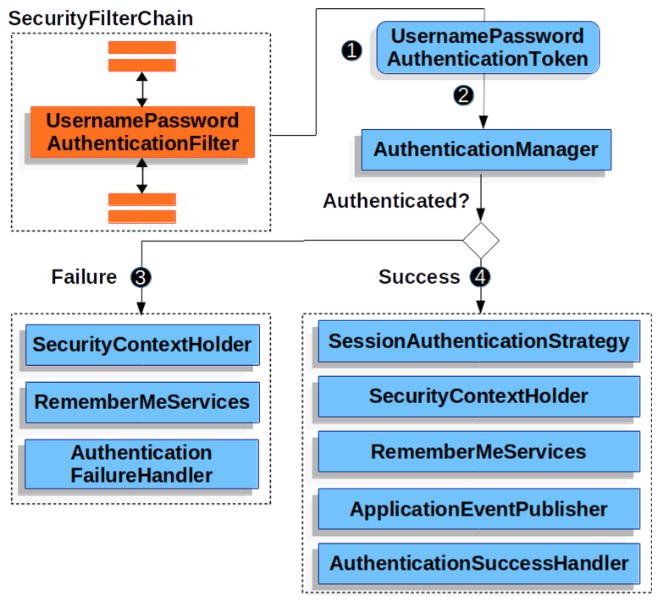 SecurityFilterChain
UsernamePassword
AuthenticationFilter
1
UsernamePassword
AuthenticationToken
2
AuthenticationManager
Authenticated?
Failure 3
Success 4
SecurityContextHolder
RememberMeServices
Authentication
FailureHandler
SessionAuthenticationStrategy
SecurityContextHolder
RememberMeServices
ApplicationEventPublisher
AuthenticationSuccessHandler